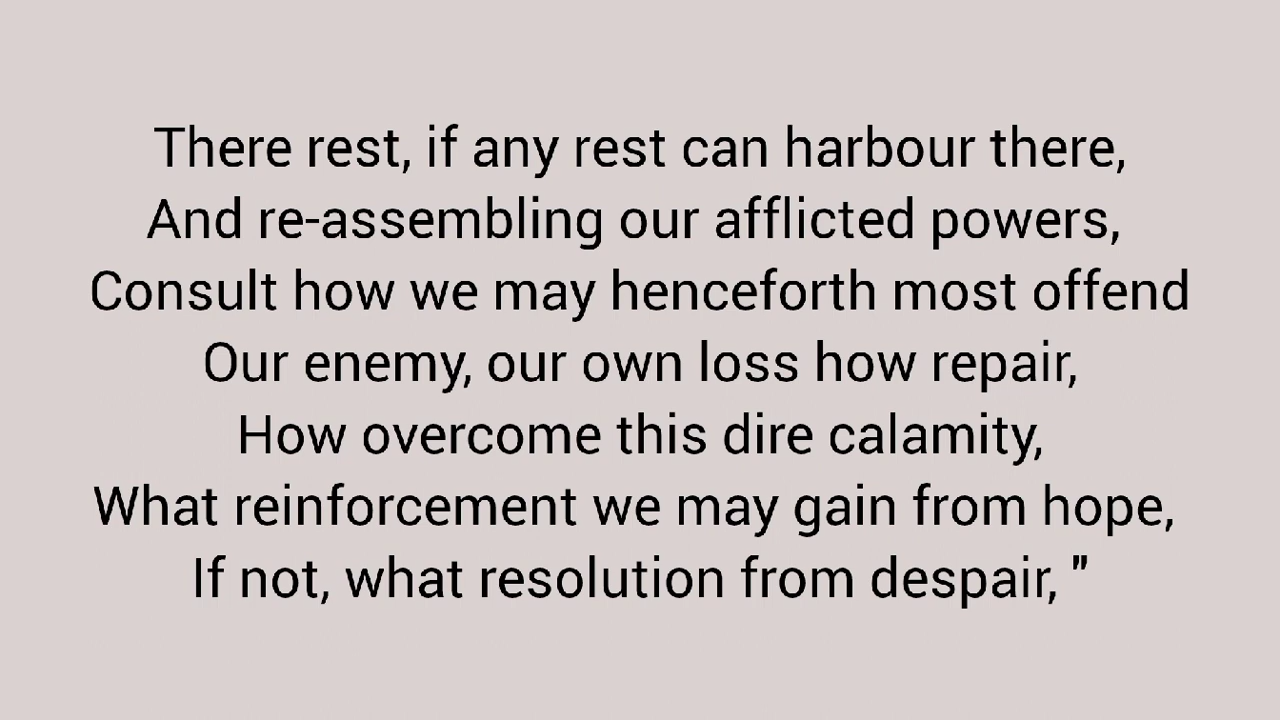 There rest, if any rest can harbour there,
And re-assembling our afflicted powers,
Consult how we may henceforth most offend
Our enemy, our own loss how repair,
How overcome this dire calamity,
What reinforcement we may gain from hope,
If not, what resolution from despair, "